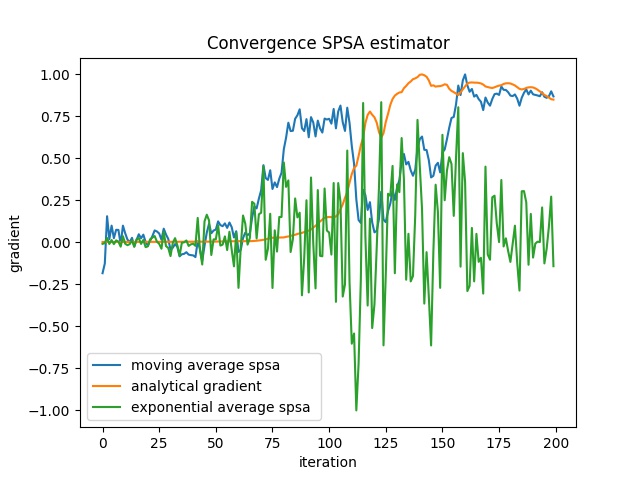 Convergence SPSA estimator
1.00
0.75
0.50
0.25
0.00
−0.25
−0.50
−0.75
−1.00
gradient
moving average spsa
analytical gradient
exponential average spsa
0 25 50 75 100 125 150 175 200
iteration